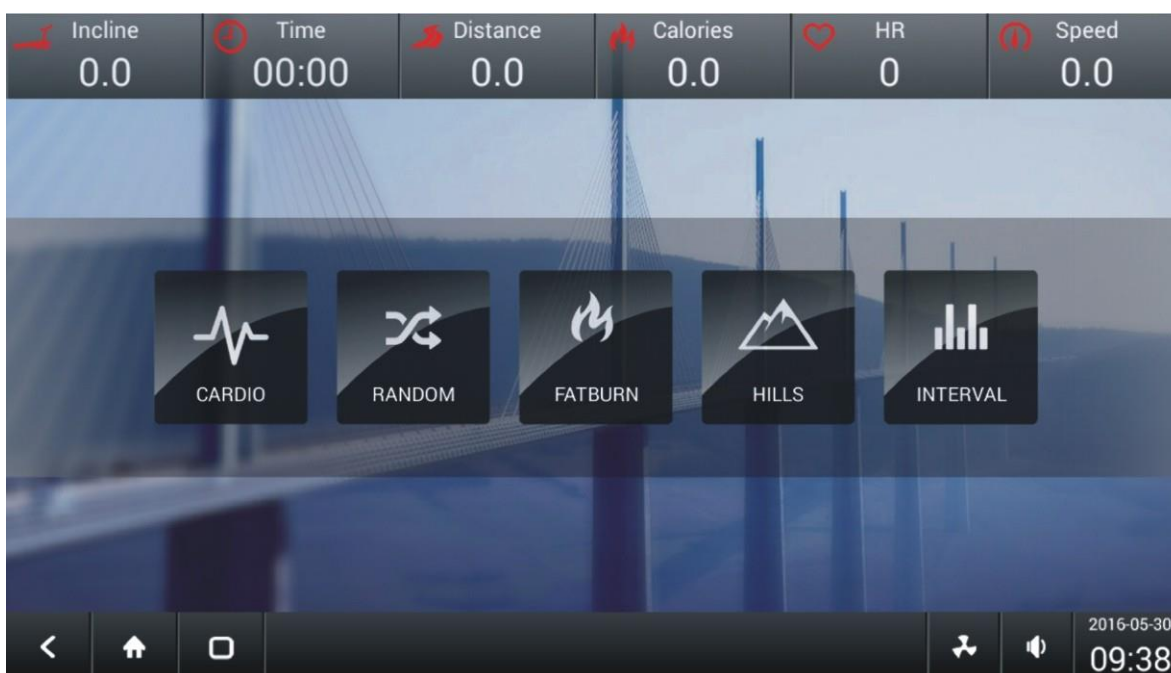 Incline Time Distance Calories HR Speed
0.0 00:00 0.0 0.0 0 0.0
CARDIO RANDOM FATBURN HILLS INTERVAL
2016-05-30
09:38